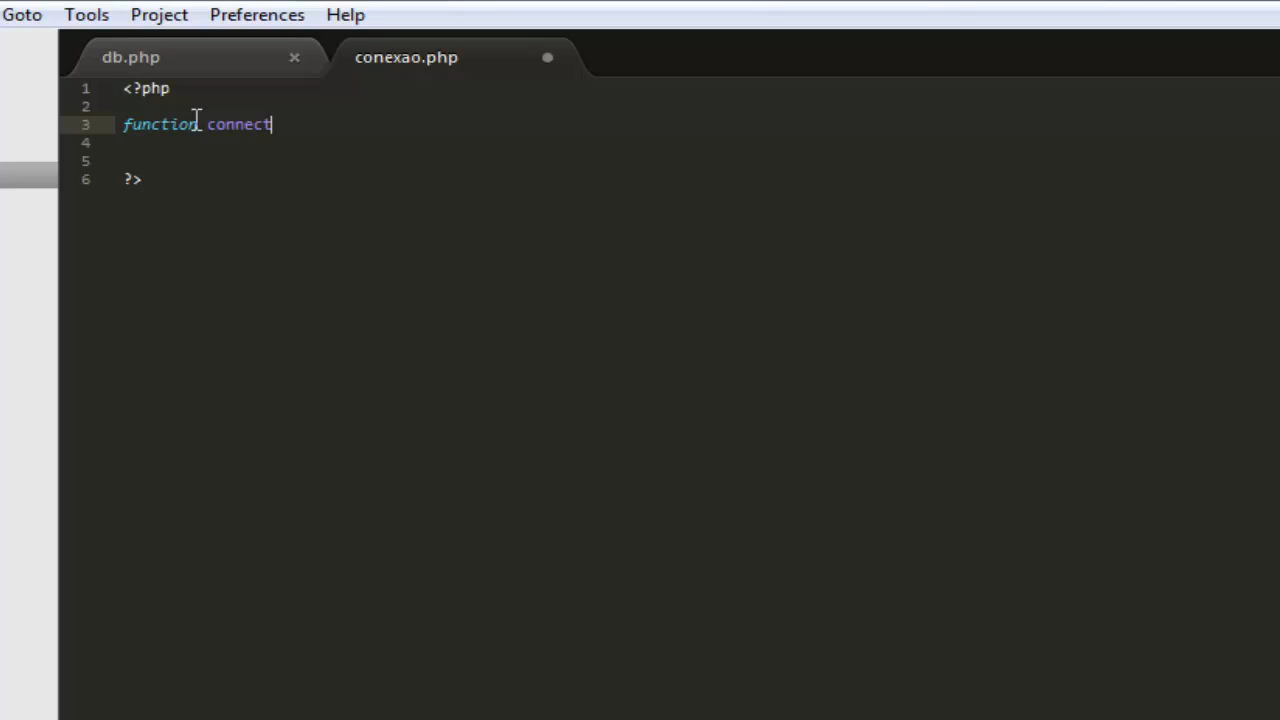 Goto Tools Project Preferences Help
db.php × conexao.php
1 <?php
2
3 function connect
4
5
6 ?>